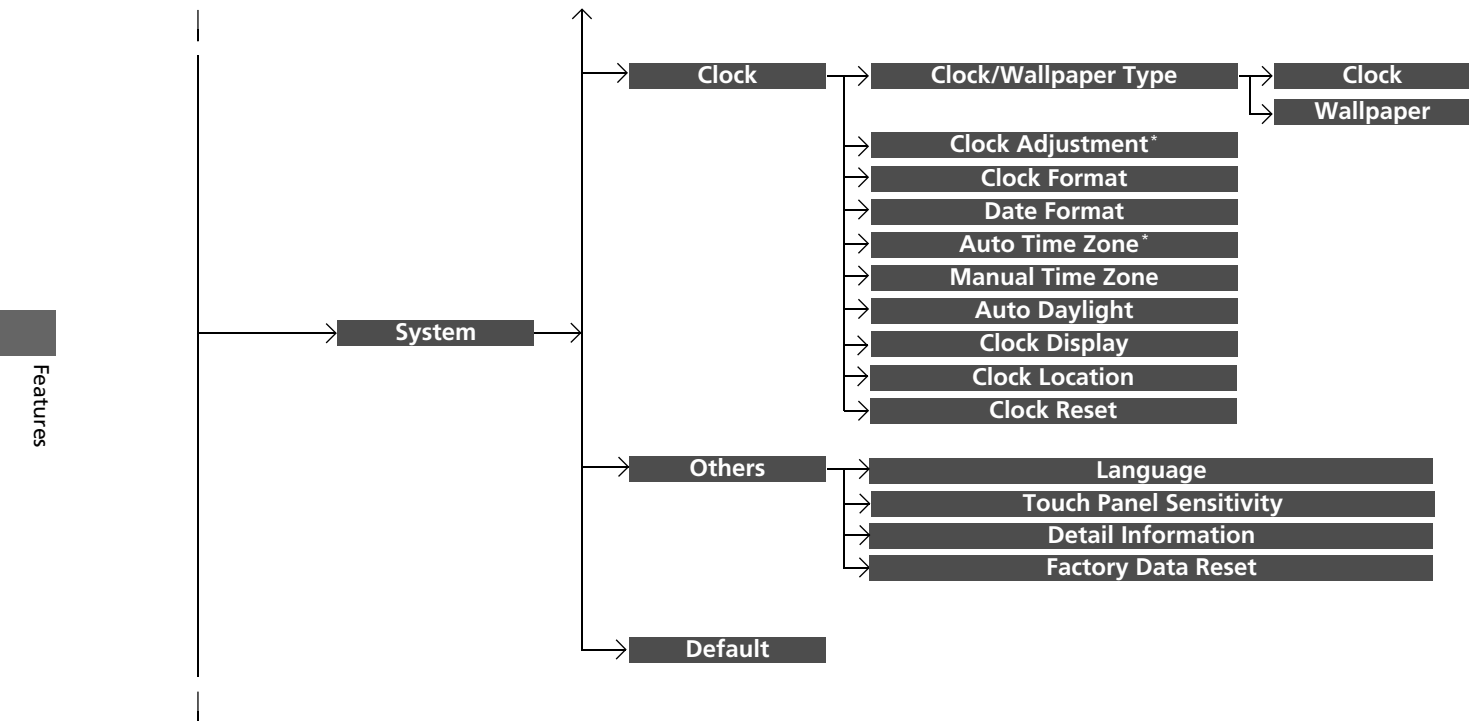 Clock
Clock/Wallpaper Type
Clock
Wallpaper
Clock Adjustment*
Clock Format
Date Format
Auto Time Zone*
Manual Time Zone
Auto Daylight
System
Clock Display
Clock Location
Clock Reset
Features
Others
Language
Touch Panel Sensitivity
Detail Information
Factory Data Reset
Default